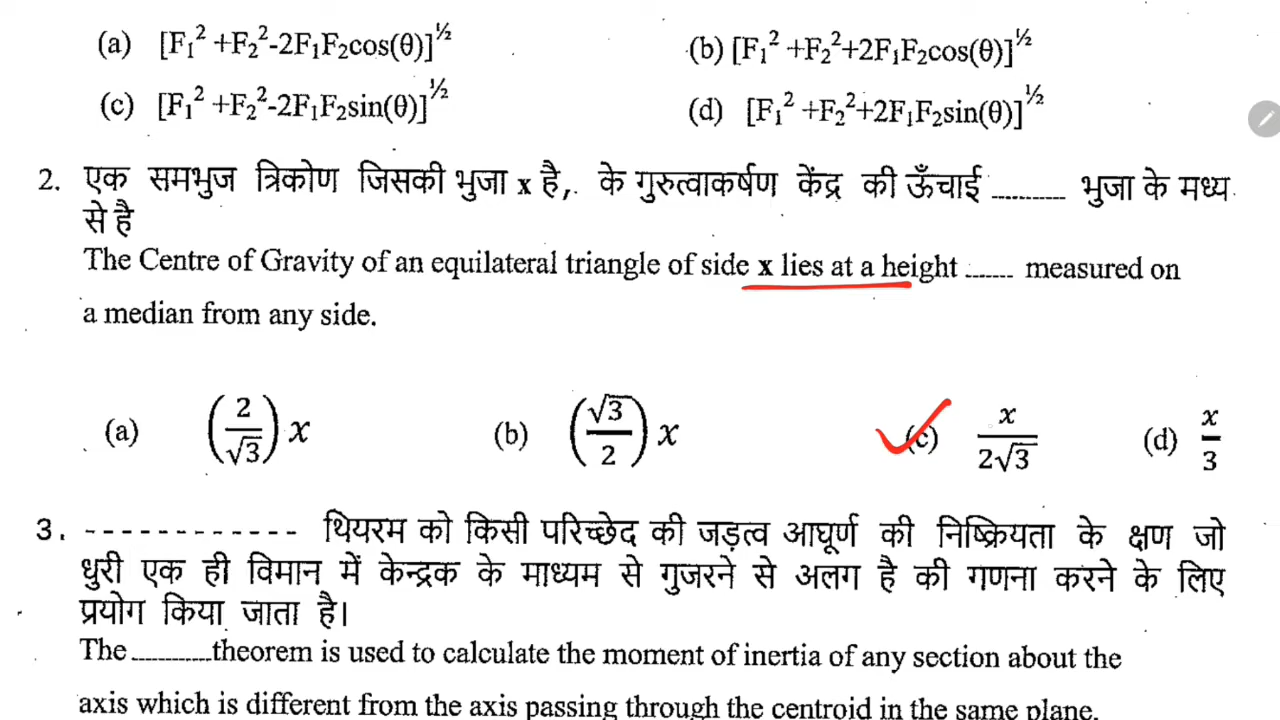 (a) [F₁² +F₂²-2F₁F₂cos(θ)]^½ (b) [F₁² +F₂²+2F₁F₂cos(θ)]^½
(c) [F₁² +F₂²-2F₁F₂sin(θ)]^½ (d) [F₁² +F₂²+2F₁F₂sin(θ)]^½
2. एक समभुज त्रिकोण जिसकी भुजा x है, के गुरुत्वाकर्षण केंद्र की ऊँचाई ........... भुजा के मध्य
से है
The Centre of Gravity of an equilateral triangle of side x lies at a height ....... measured on
a median from any side.
(a) (2/√3) x (b) (√3/2) x (c) x/(2√3) (d) x/3
3. ------------ थियरम को किसी परिच्छेद की जड़त्व आघूर्ण की निष्क्रियता के क्षण जो
धुरी एक ही विमान में केन्द्रक के माध्यम से गुजरने से अलग है की गणना करने के लिए
प्रयोग किया जाता है।
The ............theorem is used to calculate the moment of inertia of any section about the
axis which is different from the axis passing through the centroid in the same plane.